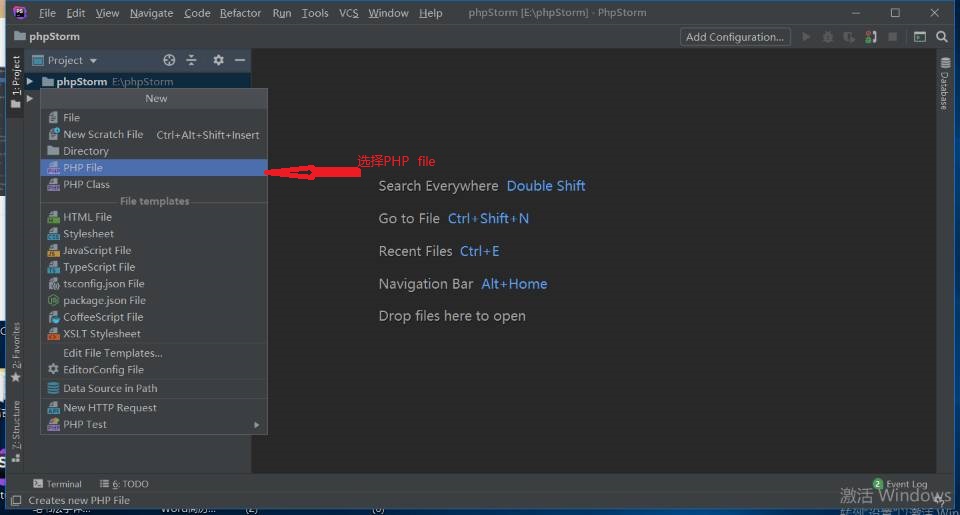 PS File Edit View Navigate Code Refactor Run Tools VCS Window Help phpStorm [E:\phpStorm] - PhpStorm
phpStorm
Add Configuration...
Project
phpStorm E:\phpStorm
New
File
New Scratch File Ctrl+Alt+Shift+Insert
Directory
PHP File
PHP Class
File templates
HTML File
Stylesheet
JavaScript File
TypeScript File
tsconfig.json File
package.json File
CoffeeScript File
XSLT Stylesheet
Edit File Templates...
EditorConfig File
Data Source in Path
New HTTP Request
PHP Test
选择PHP file
Search Everywhere Double Shift
Go to File Ctrl+Shift+N
Recent Files Ctrl+E
Navigation Bar Alt+Home
Drop files here to open
1: Project
2: Favorites
7: Structure
Database
Terminal 6: TODO
2 Event Log
Creates new PHP File
激活 Windows